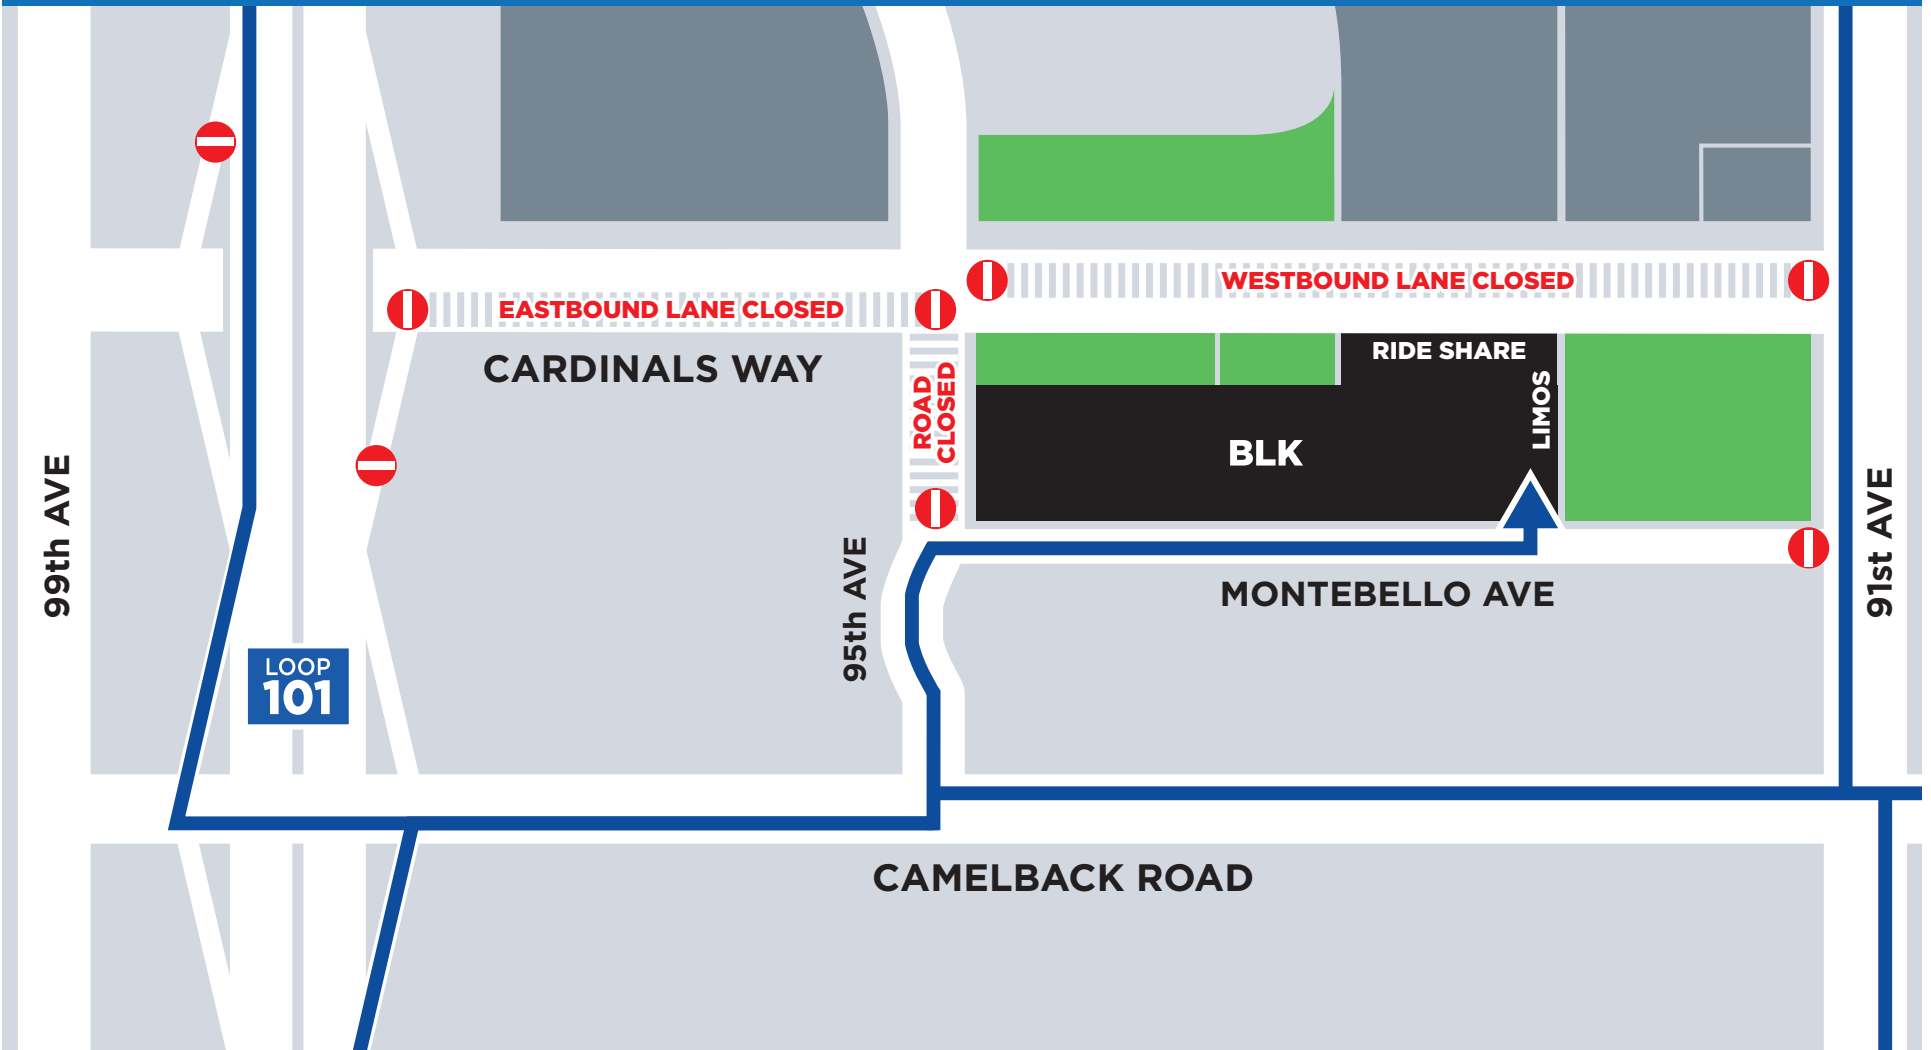 WESTBOUND LANE CLOSED
EASTBOUND LANE CLOSED
CARDINALS WAY
RIDE SHARE
LIMOS
ROAD
CLOSED
BLK
99th AVE
95th AVE
MONTEBELLO AVE
91st AVE
LOOP
101
CAMELBACK ROAD